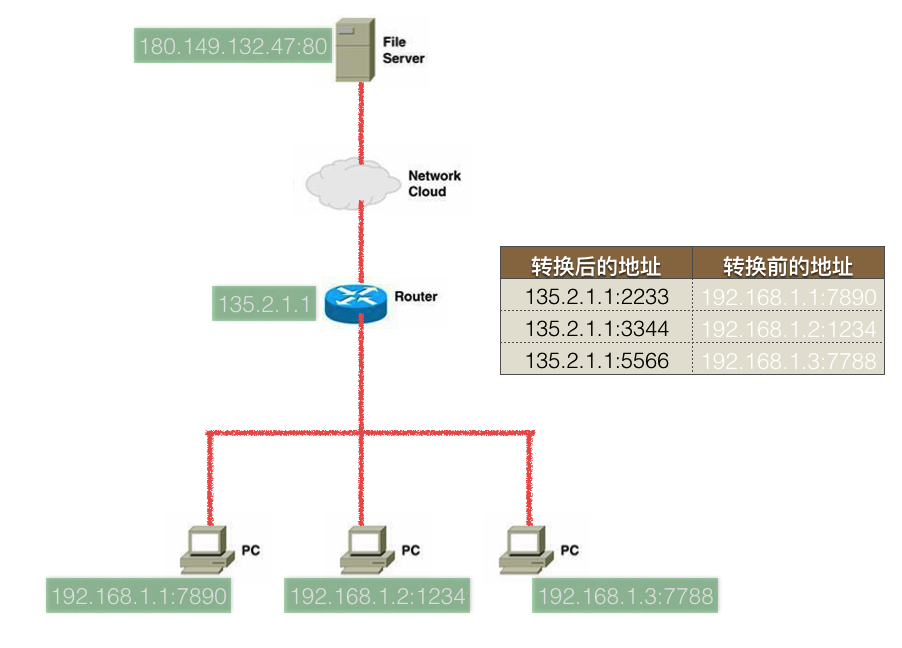 180.149.132.47:80
File
Server
Network
Cloud
135.2.1.1
Router
转换后的地址 转换前的地址
135.2.1.1:2233 192.168.1.1:7890
135.2.1.1:3344 192.168.1.2:1234
135.2.1.1:5566 192.168.1.3:7788
PC
PC
PC
192.168.1.1:7890
192.168.1.2:1234
192.168.1.3:7788